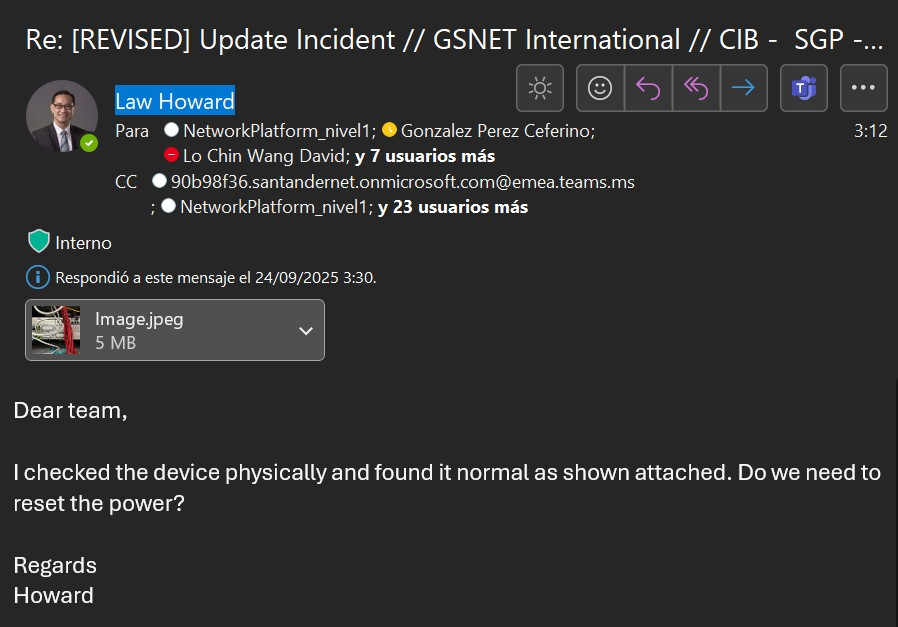 Re: [REVISED] Update Incident // GSNET International // CIB -  SGP -...
Law Howard
Para NetworkPlatform_nivel1; Gonzalez Perez Ceferino;
3:12
Lo Chin Wang David; y 7 usuarios más
CC 90b98f36.santandernet.onmicrosoft.com@emea.teams.ms
; NetworkPlatform_nivel1; y 23 usuarios más
Interno
Respondió a este mensaje el 24/09/2025 3:30.
Image.jpeg
5 MB
Dear team,
I checked the device physically and found it normal as shown attached. Do we need to
reset the power?
Regards
Howard